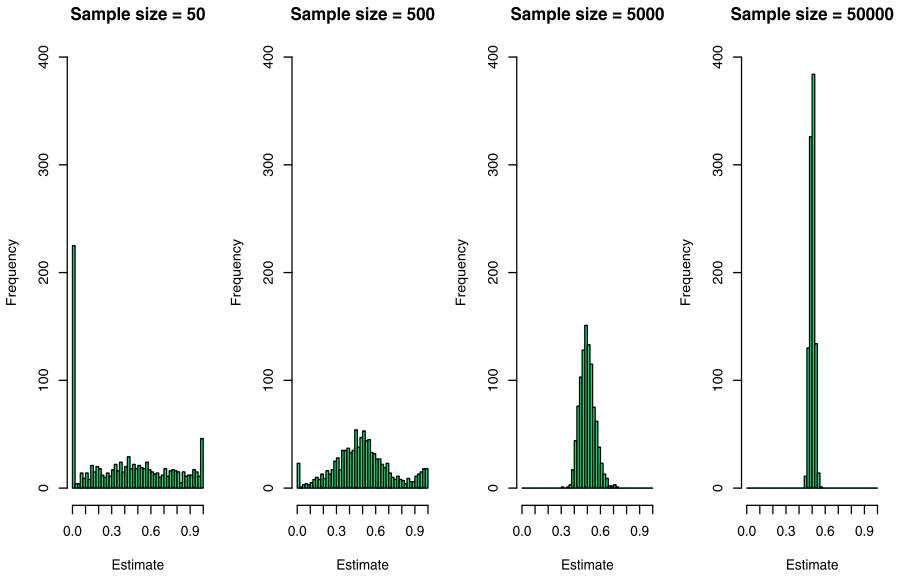 Sample size = 50
Sample size = 500
Sample size = 5000
Sample size = 50000
Frequency
0
100
200
300
400
0.0 0.3 0.6 0.9
Estimate
Frequency
0
100
200
300
400
0.0 0.3 0.6 0.9
Estimate
Frequency
0
100
200
300
400
0.0 0.3 0.6 0.9
Estimate
Frequency
0
100
200
300
400
0.0 0.3 0.6 0.9
Estimate